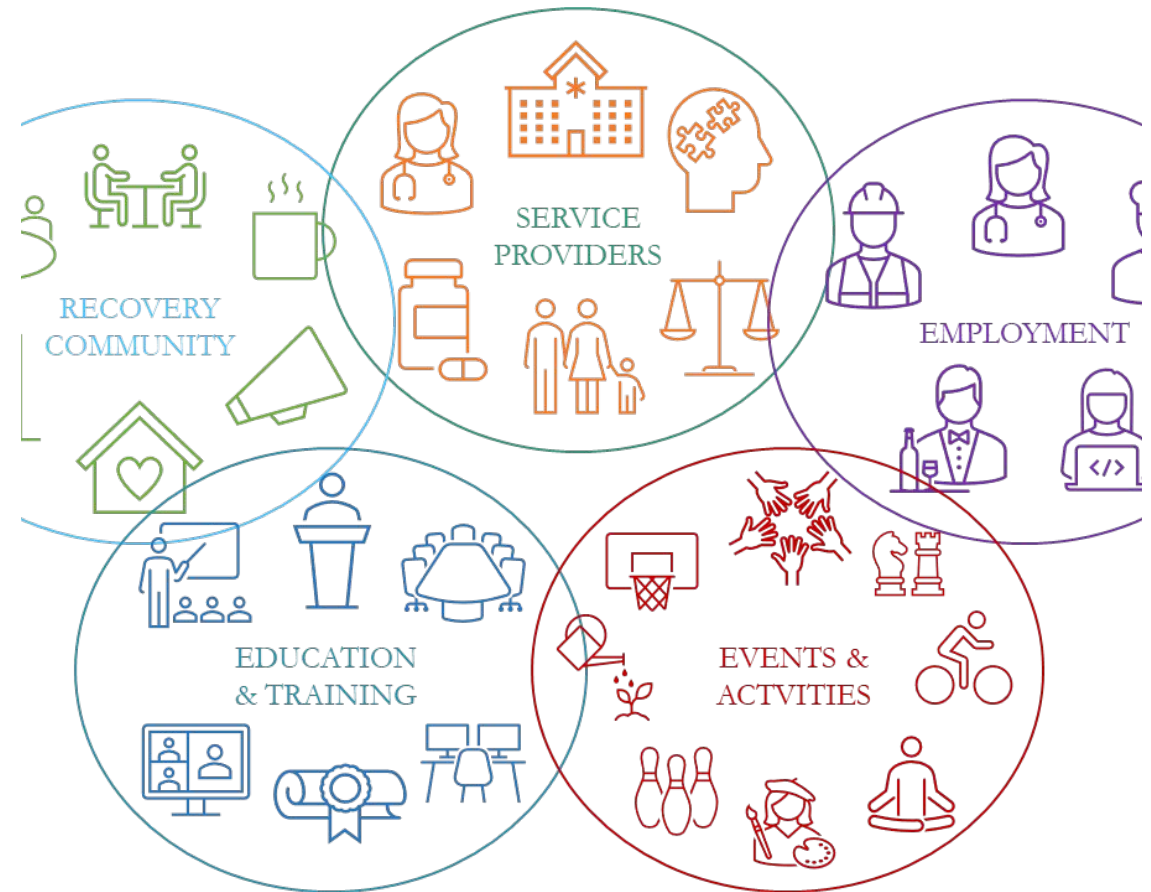 SERVICE
PROVIDERS
RECOVERY
COMMUNITY
EMPLOYMENT
</>
EDUCATION
& TRAINING
EVENTS &
ACTVITIES